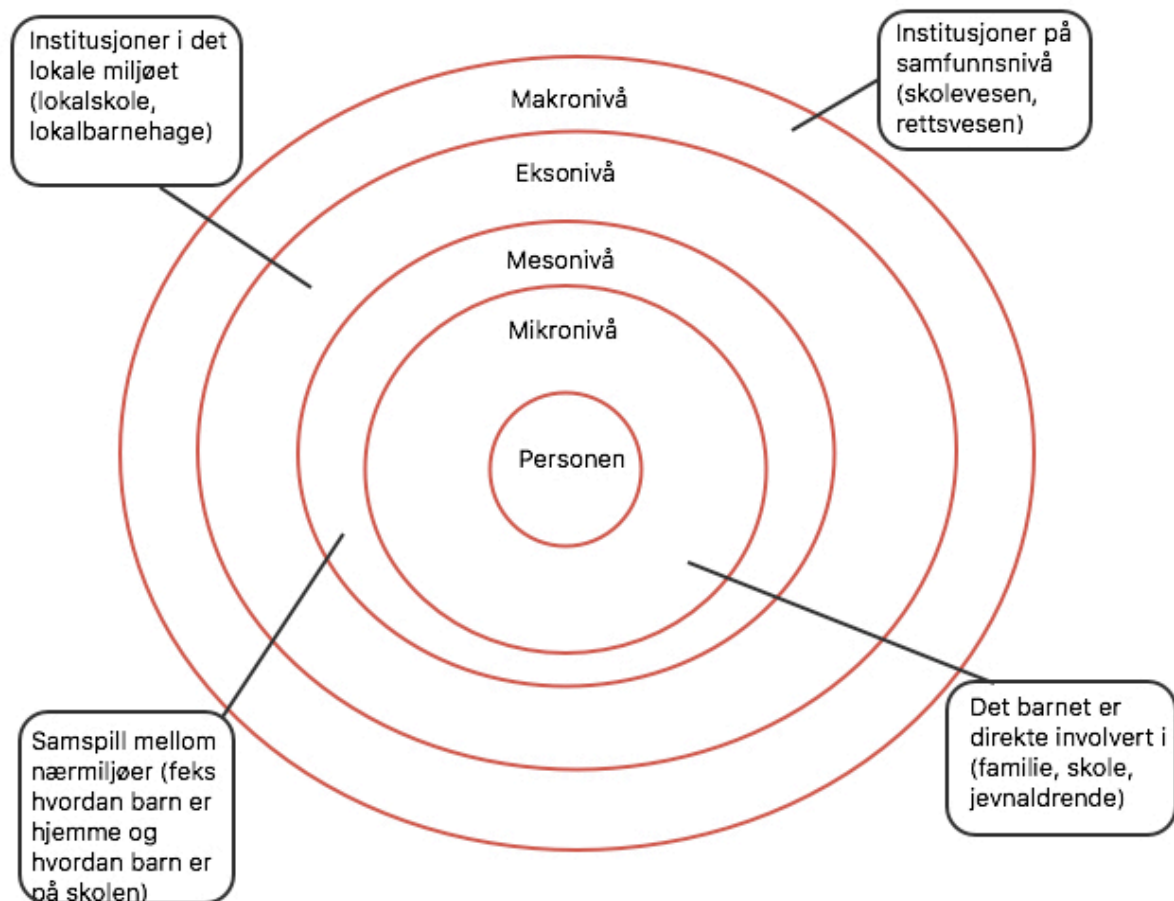 Institusjoner i det
lokale miljøet
(lokalskole,
lokalbarnehage)
Institusjoner på
samfunnsnivå
(skolevesen,
rettsvesen)
Makronivå
Eksonivå
Mesonivå
Mikronivå
Personen
Samspill mellom
nærmiljøer (feks
hvordan barn er
hjemme og
hvordan barn er
på skolen)
Det barnet er
direkte involvert i
(familie, skole,
jevnaldrende)